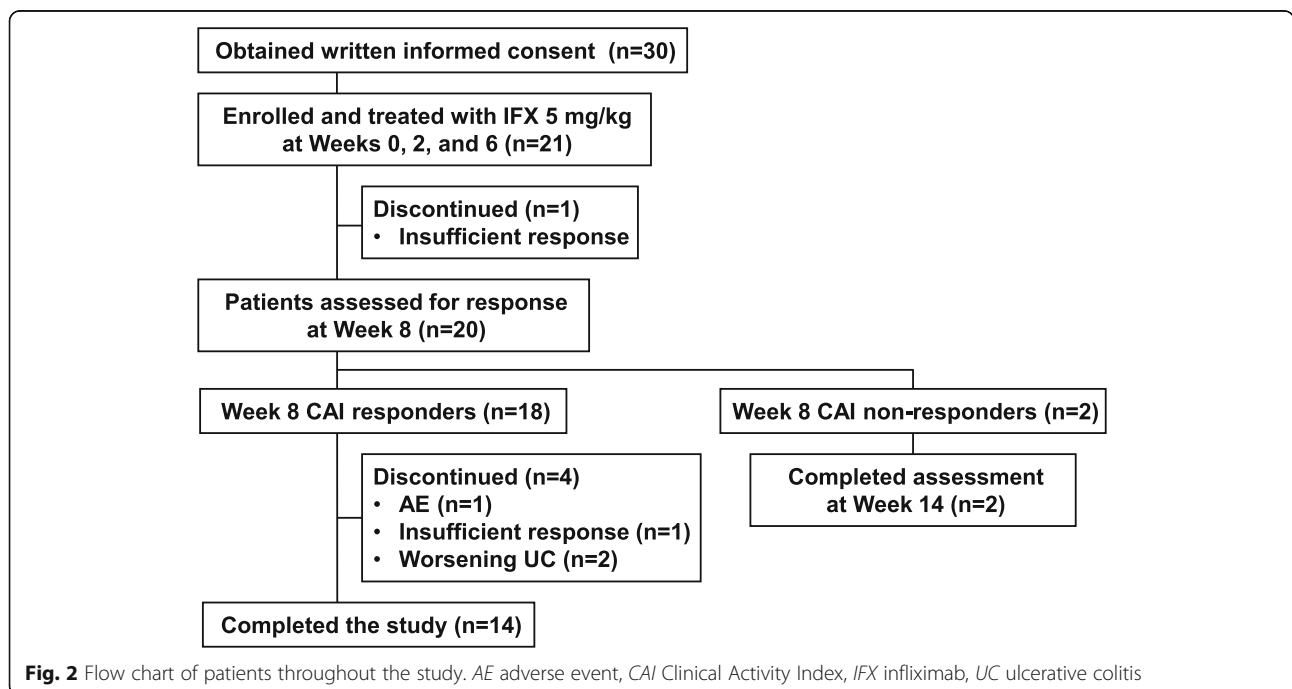 Obtained written informed consent (n=30)
Enrolled and treated with IFX 5 mg/kg
at Weeks 0, 2, and 6 (n=21)
Discontinued (n=1)
• Insufficient response
Patients assessed for response
at Week 8 (n=20)
Week 8 CAI responders (n=18)
Week 8 CAI non-responders (n=2)
Discontinued (n=4)
• AE (n=1)
• Insufficient response (n=1)
• Worsening UC (n=2)
Completed assessment
at Week 14 (n=2)
Completed the study (n=14)
Fig. 2 Flow chart of patients throughout the study. AE adverse event, CAI Clinical Activity Index, IFX infliximab, UC ulcerative colitis